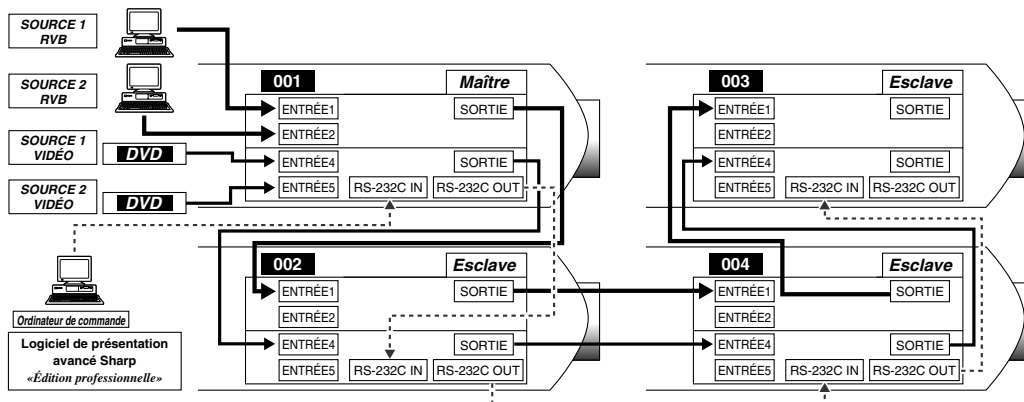 SOURCE 1
RVB
SOURCE 2
RVB
SOURCE 1
VIDÉO
DVD
SOURCE 2
VIDÉO
DVD
Ordinateur de commande
Logiciel de présentation
avancé Sharp
«Édition professionnelle»
001
Maître
ENTRÉE1
SORTIE
ENTRÉE2
ENTRÉE4
SORTIE
ENTRÉE5
RS-232C IN
RS-232C OUT
003
Esclave
ENTRÉE1
SORTIE
ENTRÉE2
ENTRÉE4
SORTIE
ENTRÉE5
RS-232C IN
RS-232C OUT
002
Esclave
ENTRÉE1
SORTIE
ENTRÉE2
ENTRÉE4
SORTIE
ENTRÉE5
RS-232C IN
RS-232C OUT
004
Esclave
ENTRÉE1
SORTIE
ENTRÉE2
ENTRÉE4
SORTIE
ENTRÉE5
RS-232C IN
RS-232C OUT